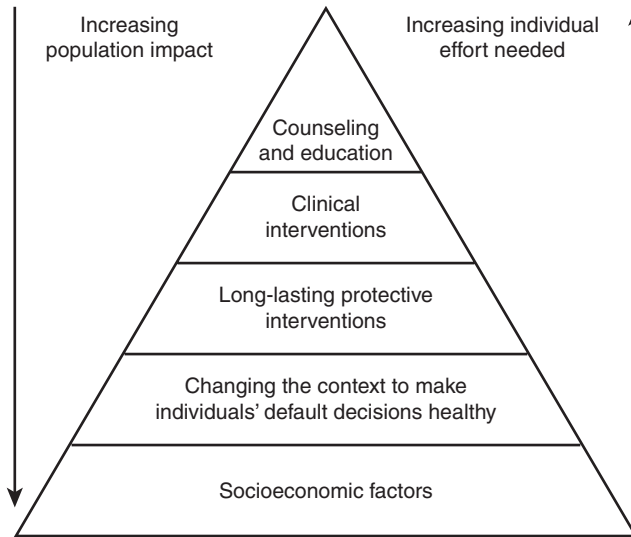 Increasing
population impact
Increasing individual
effort needed
Counseling
and education
Clinical
interventions
Long-lasting protective
interventions
Changing the context to make
individuals’ default decisions healthy
Socioeconomic factors